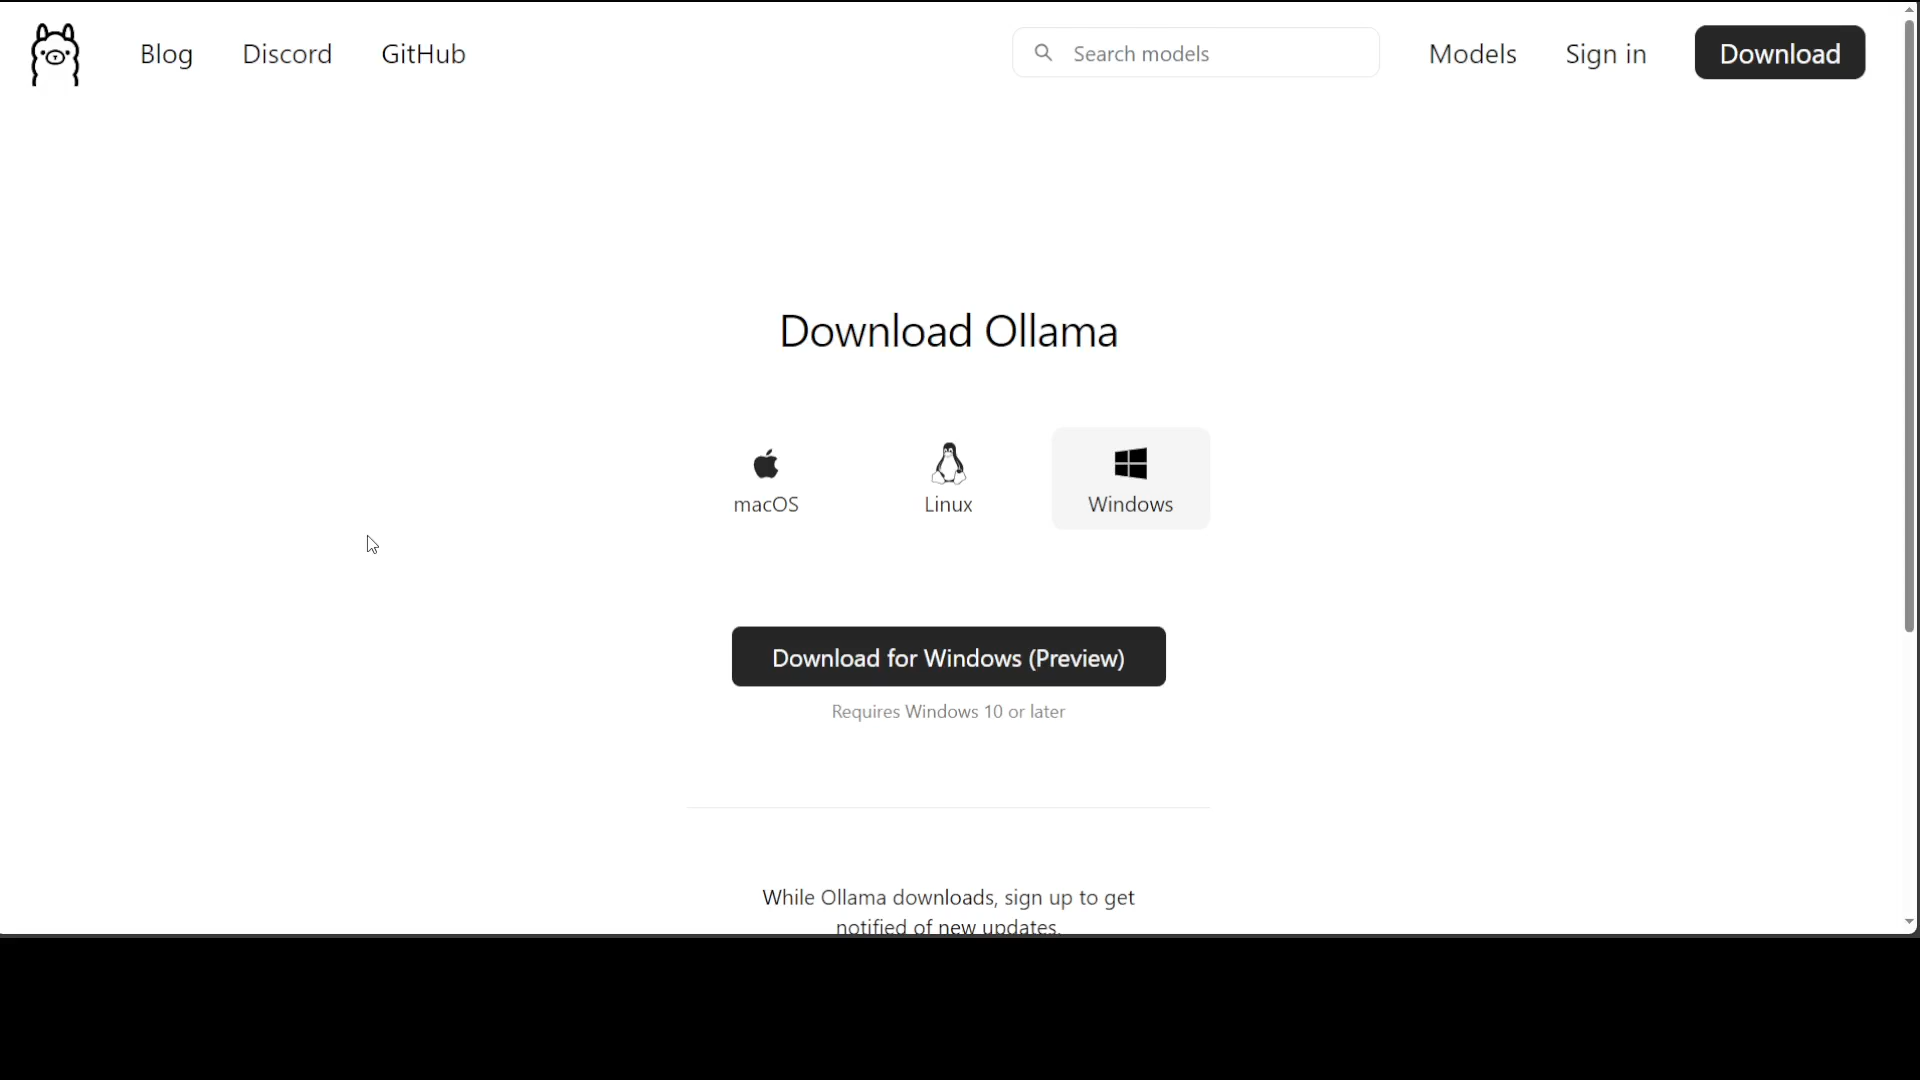 Blog
Discord
GitHub
Search models
Models
Sign in
Download
Download Ollama
macOS
Linux
Windows
Download for Windows (Preview)
Requires Windows 10 or later
While Ollama downloads, sign up to get
notified of new updates.